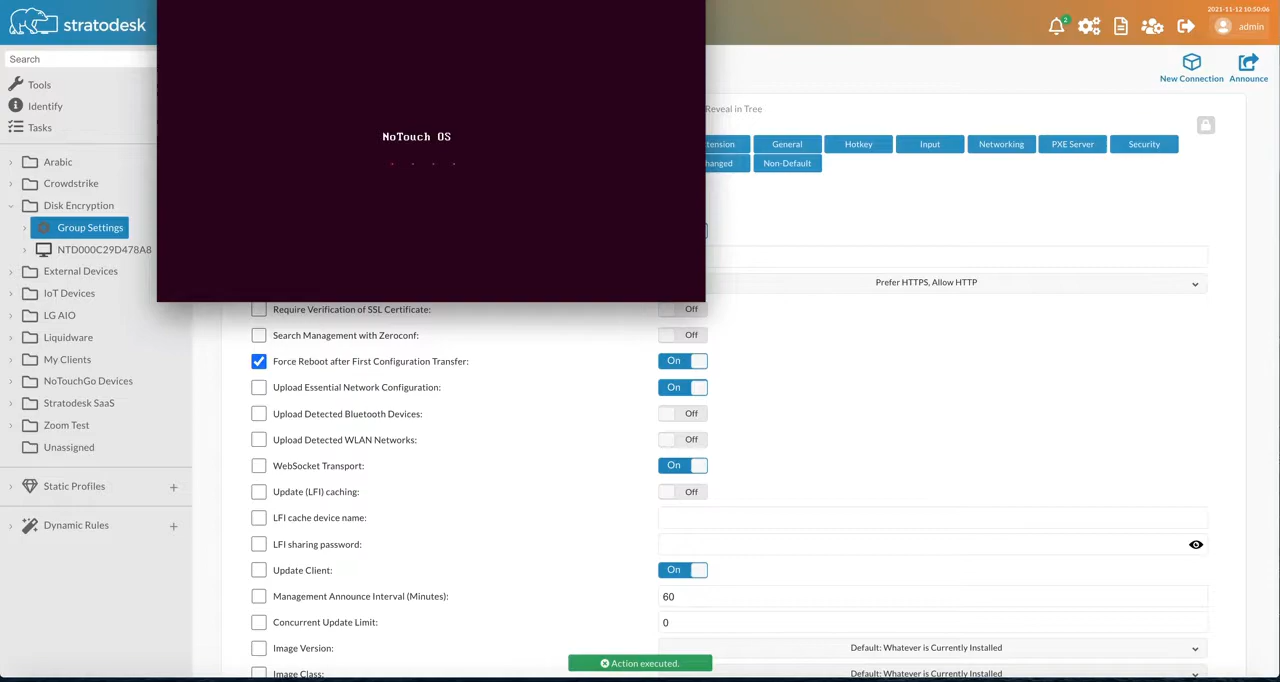 2021-11-12 10:50:06
stratodesk
2
admin
Search
New Connection
Announce
Tools
Identify
Tasks
Reveal in Tree
General
Hotkey
Input
Networking
PXE Server
Security
Non-Default
NoTouch OS
Arabic
Crowdstrike
Disk Encryption
Group Settings
NTD000C29D478A8
External Devices
IoT Devices
LG AIO
Liquidware
My Clients
NoTouchGo Devices
Stratodesk SaaS
Zoom Test
Unassigned
Static Profiles +
Dynamic Rules +
Prefer HTTPS, Allow HTTP
Require Verification of SSL Certificate: Off
Search Management with Zeroconf: Off
Force Reboot after First Configuration Transfer: On
Upload Essential Network Configuration: On
Upload Detected Bluetooth Devices: Off
Upload Detected WLAN Networks: Off
WebSocket Transport: On
Update (LFI) caching: Off
LFI cache device name:
LFI sharing password:
Update Client: On
Management Announce Interval (Minutes): 60
Concurrent Update Limit: 0
Image Version: Default: Whatever is Currently Installed
Action executed.
Image Class: Default: Whatever is Currently Installed